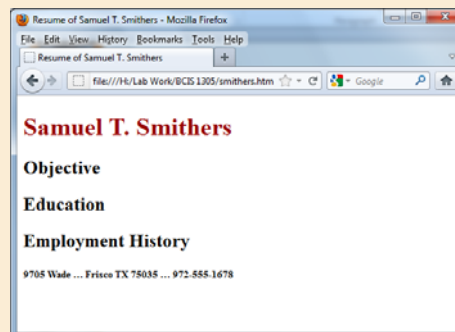 Resume of Samuel T. Smithers - Mozilla Firefox
File Edit View History Bookmarks Tools Help
Resume of Samuel T. Smithers +
file:///H:/Lab Work/BCIS 1305/smithers.htm Google
Samuel T. Smithers
Objective
Education
Employment History
9705 Wade ... Frisco TX 75035 ... 972-555-1678